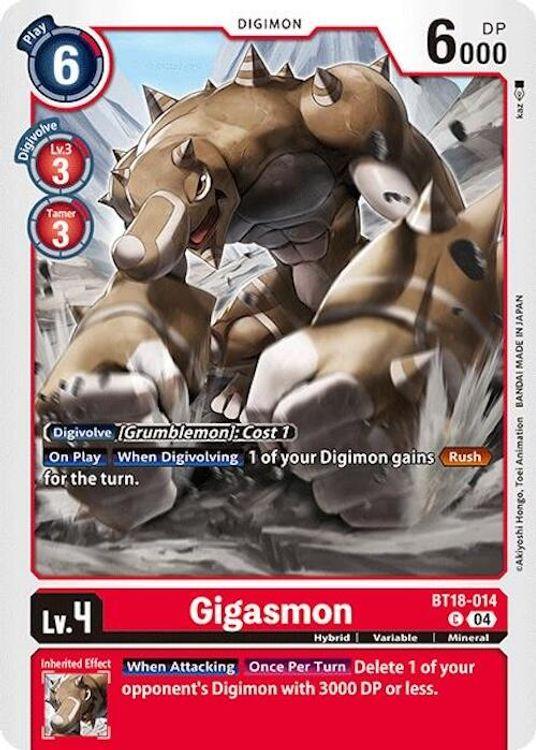 DIGIMON
Play
6
DP
6000
Digivolve
Lv.3
3
Tamer
3
kaz
©Akiyoshi Hongo, Toei Animation BANDAI MADE IN JAPAN
Digivolve [Grumblemon]: Cost 1
On Play When Digivolving 1 of your Digimon gains Rush
for the turn.
Lv.4
Gigasmon
BT18-014
C 04
Hybrid | Variable | Mineral
Inherited Effect
When Attacking Once Per Turn Delete 1 of your
opponent's Digimon with 3000 DP or less.